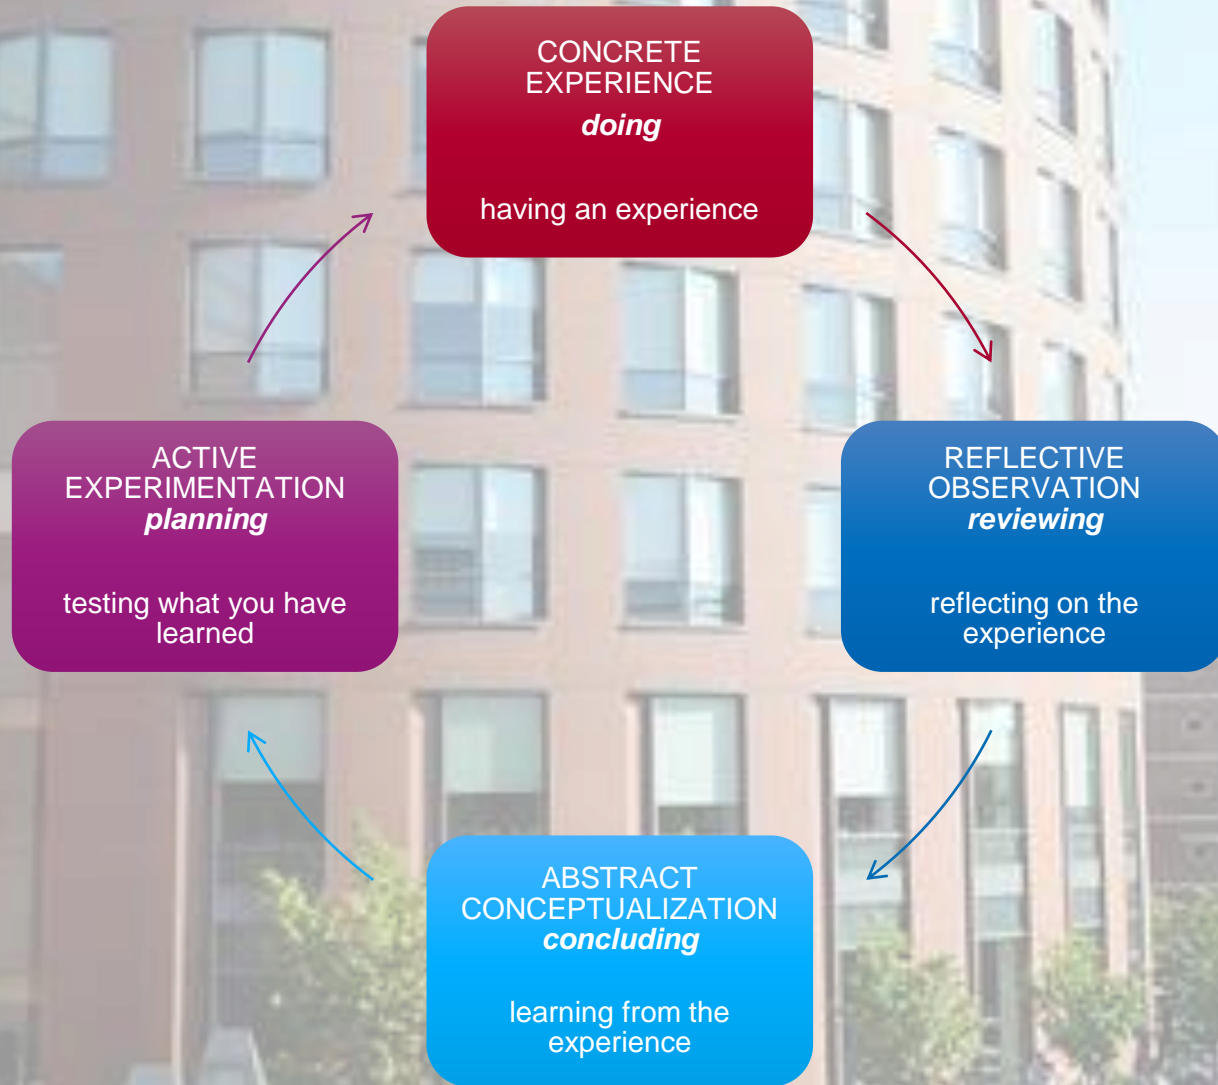 CONCRETE
EXPERIENCE
doing
having an experience
REFLECTIVE
OBSERVATION
reviewing
reflecting on the
experience
ABSTRACT
CONCEPTUALIZATION
concluding
learning from the
experience
ACTIVE
EXPERIMENTATION
planning
testing what you have
learned